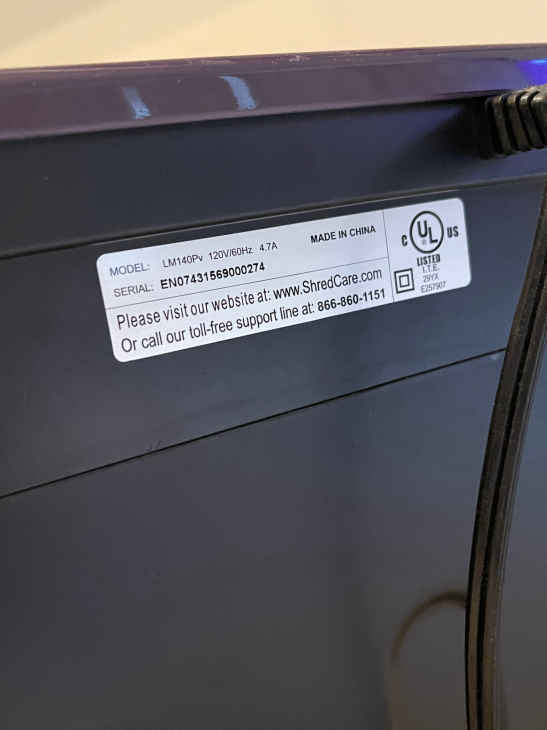 MODEL: LM140Pv 120V/60Hz 4.7A MADE IN CHINA
SERIAL: EN07431569000274
Please visit our website at: www.ShredCare.com
Or call our toll-free support line at: 866-860-1151
C UL US
LISTED
I.T.E.
29YX
E257907